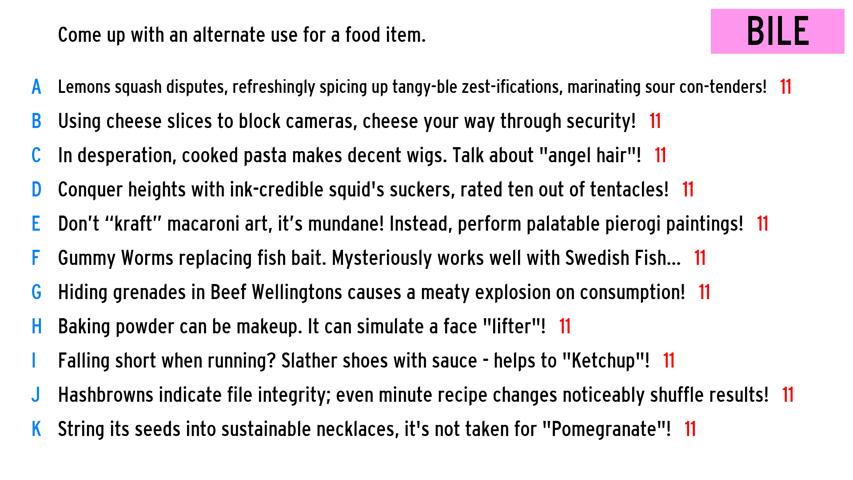 Come up with an alternate use for a food item.
BILE
A Lemons squash disputes, refreshingly spicing up tangy-ble zest-ifications, marinating sour con-tenders! 11
B Using cheese slices to block cameras, cheese your way through security! 11
C In desperation, cooked pasta makes decent wigs. Talk about "angel hair"! 11
D Conquer heights with ink-credible squid's suckers, rated ten out of tentacles! 11
E Don’t “kraft” macaroni art, it’s mundane! Instead, perform palatable pierogi paintings! 11
F Gummy Worms replacing fish bait. Mysteriously works well with Swedish Fish... 11
G Hiding grenades in Beef Wellingtons causes a meaty explosion on consumption! 11
H Baking powder can be makeup. It can simulate a face "lifter"! 11
I Falling short when running? Slather shoes with sauce - helps to "Ketchup"! 11
J Hashbrowns indicate file integrity; even minute recipe changes noticeably shuffle results! 11
K String its seeds into sustainable necklaces, it's not taken for "Pomegranate"! 11